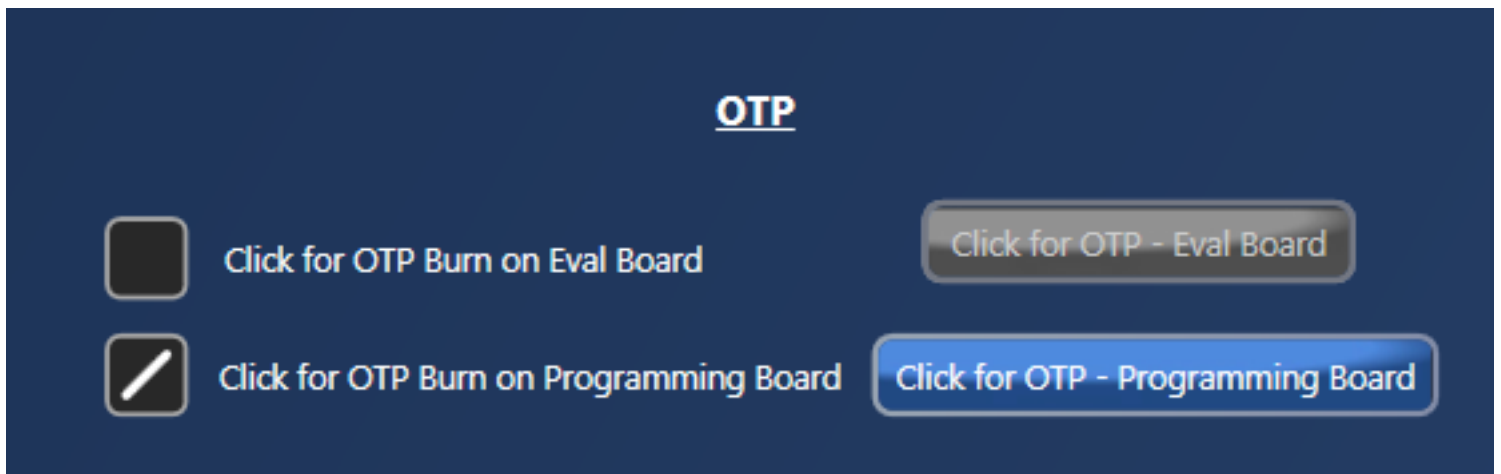 OTP
Click for OTP Burn on Eval Board
Click for OTP - Eval Board
Click for OTP Burn on Programming Board
Click for OTP - Programming Board